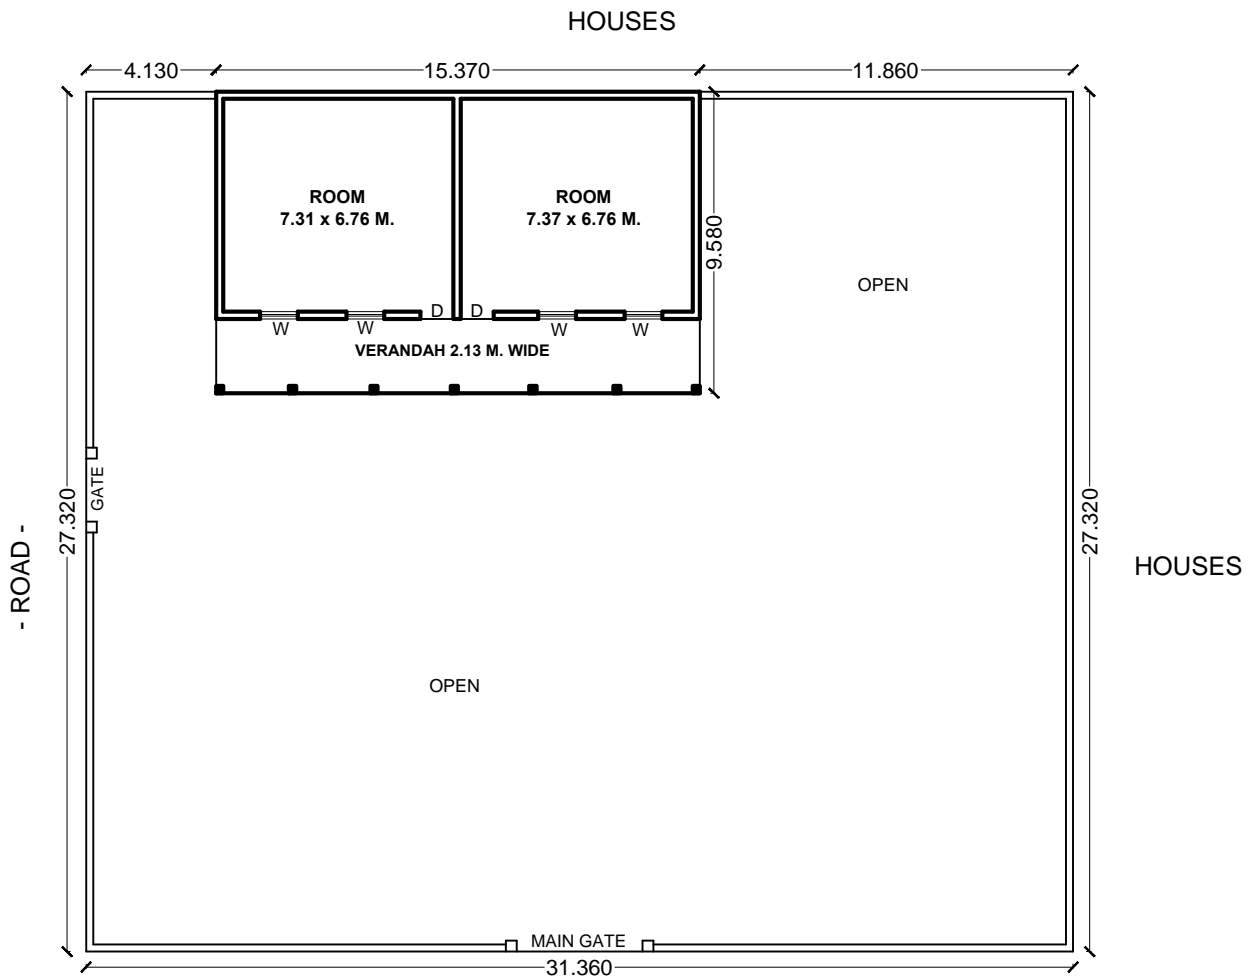 HOUSES
4.130
15.370
11.860
ROOM
7.31 x 6.76 M.
ROOM
7.37 x 6.76 M.
9.580
OPEN
D
D
W
W
W
W
VERANDAH 2.13 M. WIDE
GATE
27.320
27.320
- ROAD -
HOUSES
OPEN
MAIN GATE
31.360